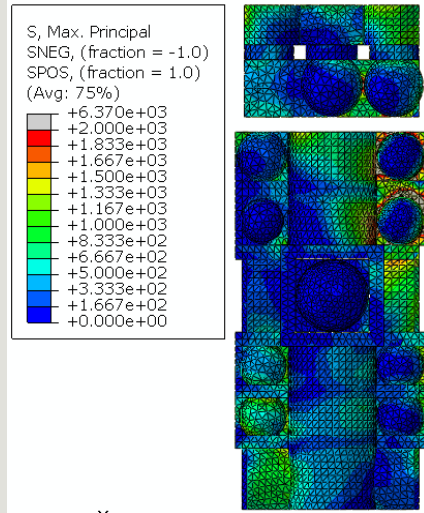 S, Max. Principal
SNEG, (fraction = -1.0)
SPOS, (fraction = 1.0)
(Avg: 75%)
+6.370e+03
+2.000e+03
+1.833e+03
+1.667e+03
+1.500e+03
+1.333e+03
+1.167e+03
+1.000e+03
+8.333e+02
+6.667e+02
+5.000e+02
+3.333e+02
+1.667e+02
+0.000e+00